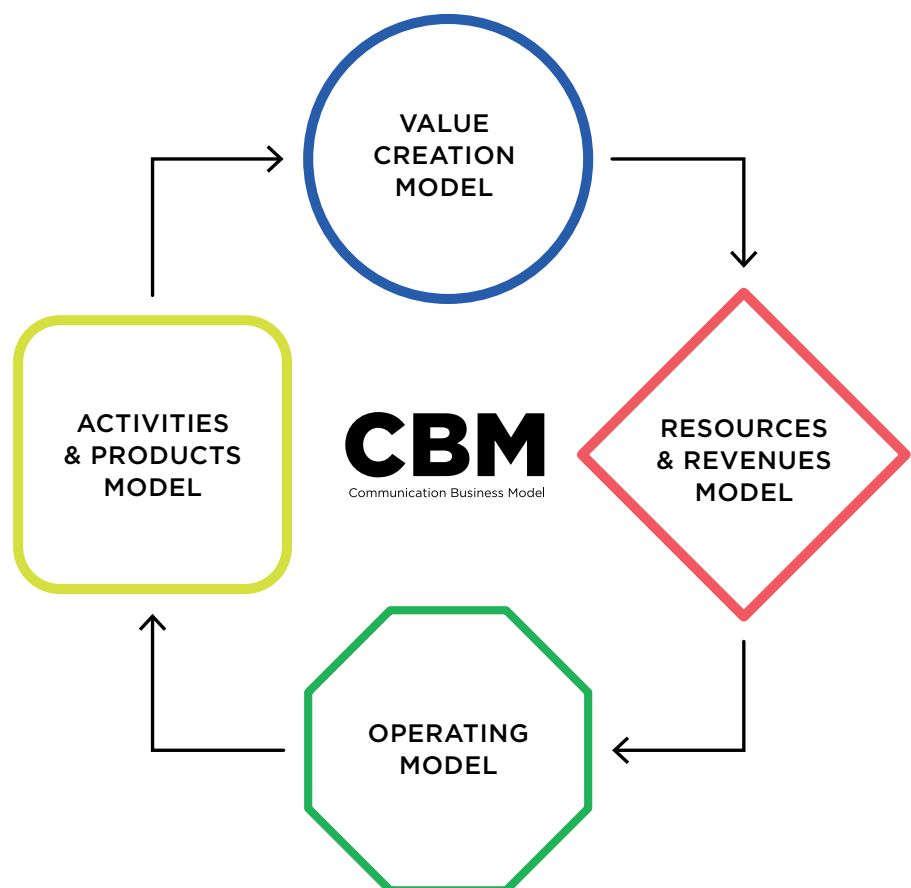 VALUE
CREATION
MODEL
ACTIVITIES
& PRODUCTS
MODEL
CBM
Communication Business Model
RESOURCES
& REVENUES
MODEL
OPERATING
MODEL